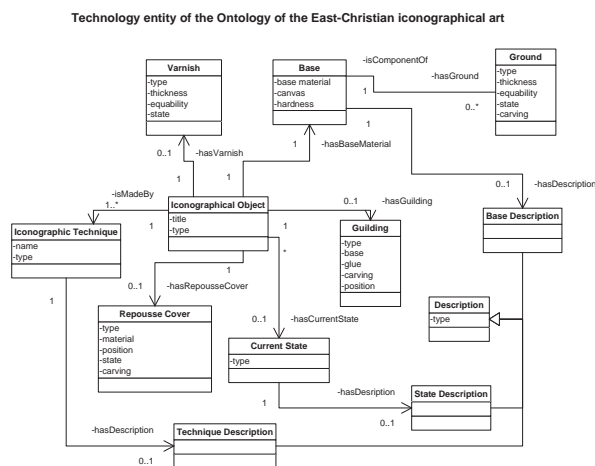 Technology entity of the Ontology of the East-Christian iconographical art
Varnish
-type
-thickness
-equability
-state
Base
-base material
-canvas
-hardness
-isComponentOf
1
-hasGround
0..*
Ground
-type
-thickness
-equability
-state
-carving
0..1
-hasVarnish
1
1
-hasBaseMaterial
1
1
0..1
-hasDescription
Base Description
-isMadeBy
1..*
1
Iconographical Object
-title
-type
1
*
0..1
-hasGuilding
Guilding
-type
-base
-glue
-carving
-position
Iconographic Technique
-name
-type
1
1
0..1
-hasRepousseCover
Repousse Cover
-type
-material
-position
-state
-carving
0..1
-hasCurrentState
Current State
-type
1
Description
-type
-hasDesription
0..1
State Description
-hasDescription
0..1
Technique Description